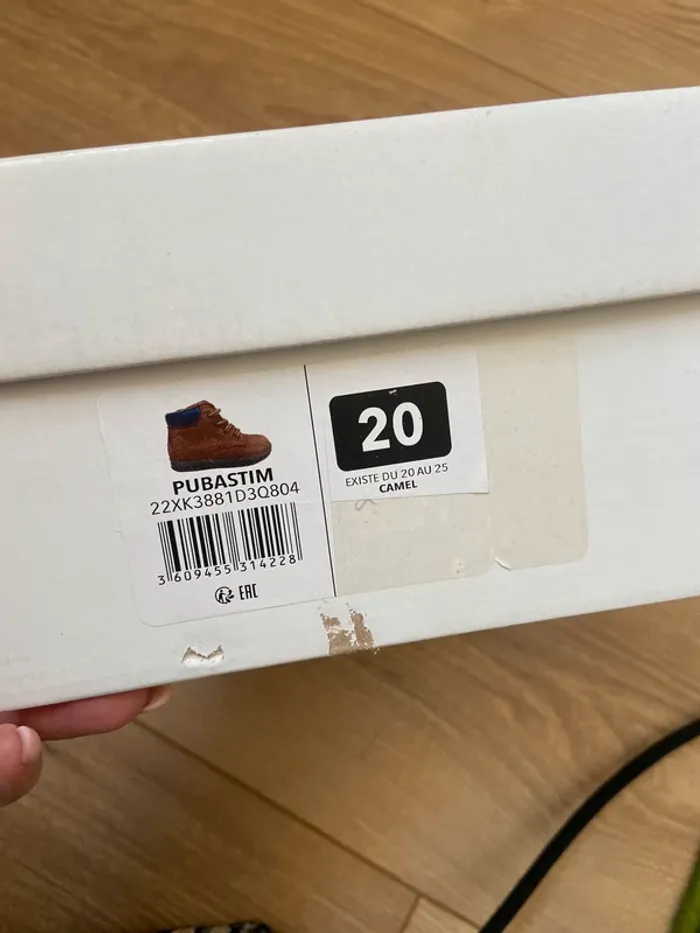 PUBASTIM
22XK3881D3Q804
3 609455 314228
EAC
20
EXISTE DU 20 AU 25
CAMEL